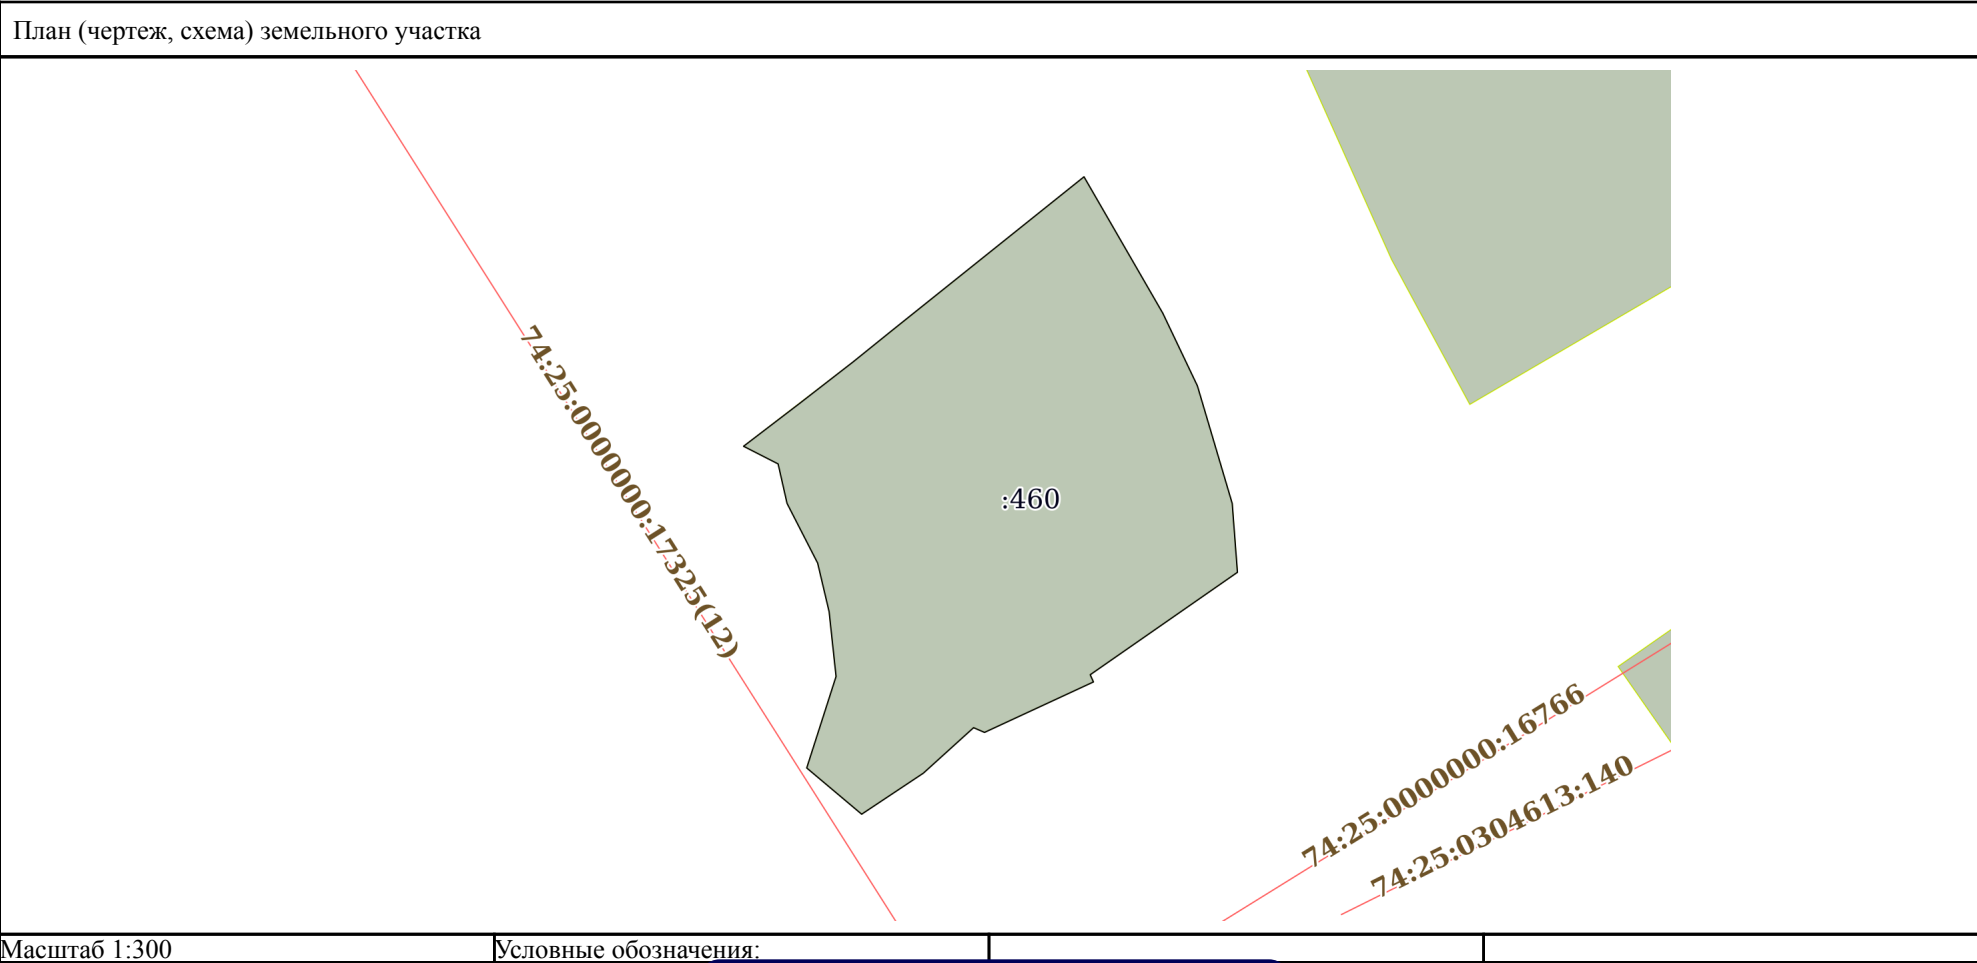 План (чертеж, схема) земельного участка
74:25:0000000:17325(12)
:460
74:25:0000000:16766
74:25:0304613:140
Масштаб 1:300
Условные обозначения: